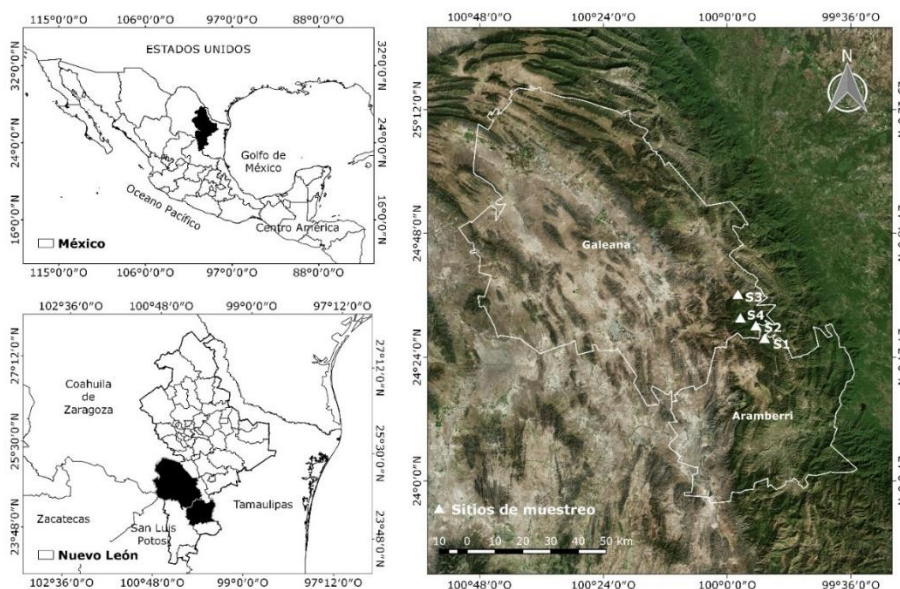 115°0'0"O 106°0'0"O 97°0'0"O 88°0'0"O
ESTADOS UNIDOS
32°0'0"N 32°0'0"N
24°0'0"N 24°0'0"N
Golfo de
México
Oceano Pacífico
Centro América
16°0'0"N 16°0'0"N
México
115°0'0"O 106°0'0"O 97°0'0"O 88°0'0"O
102°36'0"O 100°48'0"O 99°0'0"O 97°12'0"O
27°12'0"N 27°12'0"N
Coahuila
de
Zaragoza
25°30'0"N 25°30'0"N
Tamaulipas
Zacatecas
San Luis
Potosí
23°48'0"N 23°48'0"N
Nuevo León
102°36'0"O 100°48'0"O 99°0'0"O 97°12'0"O
100°48'0"O 100°24'0"O 100°0'0"O 99°36'0"O
N
25°12'0"N
24°48'0"N
Galeana
S3
S4
S2
S1
24°24'0"N
Aramberri
24°0'0"N
Sitios de muestreo
10 0 10 20 30 40 50 km
100°48'0"O 100°24'0"O 100°0'0"O 99°36'0"O